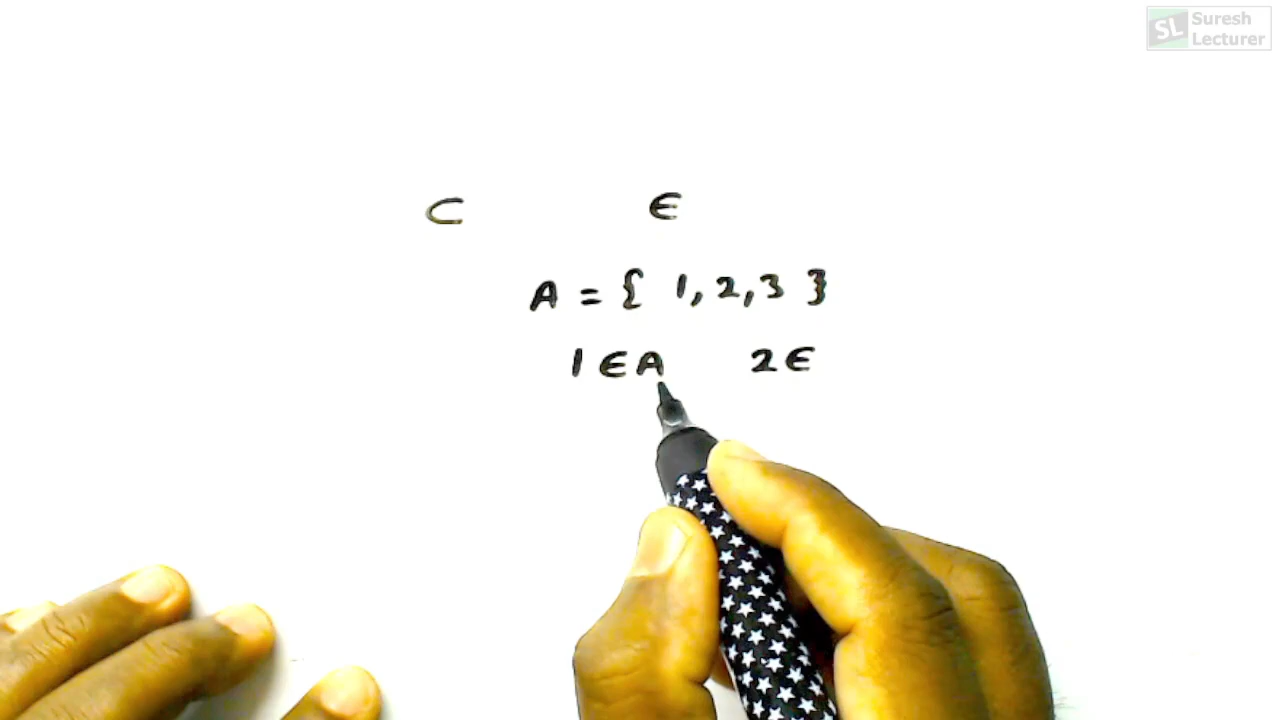 SL Suresh
Lecturer
⊂ ∈
A = { 1, 2, 3 }
1 ∈ A 2 ∈